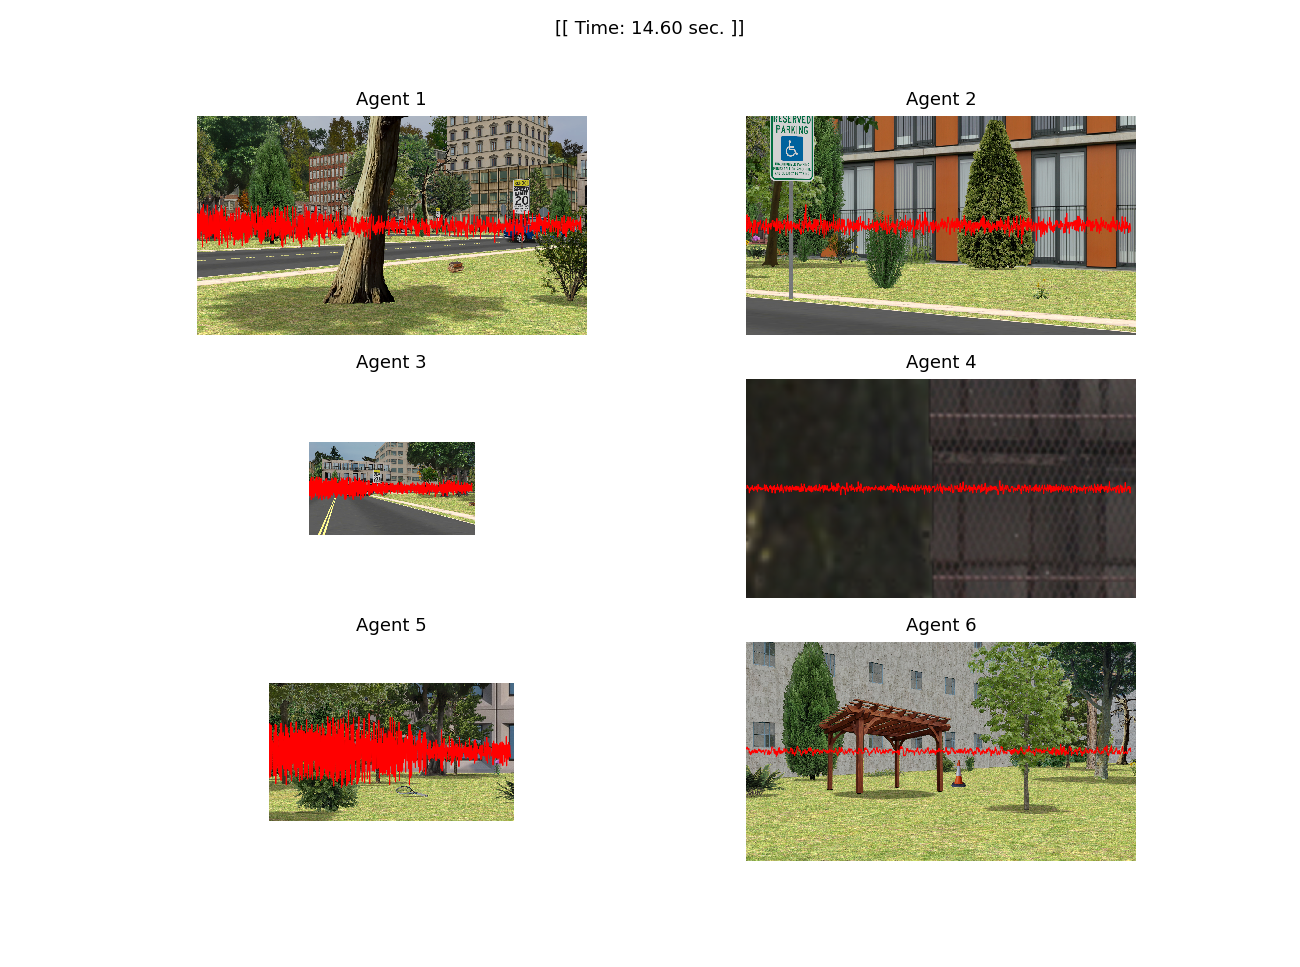 [[ Time: 14.60 sec. ]]
Agent 1
Agent 2
20
RESERVED
PARKING
Agent 3
Agent 4
Agent 5
Agent 6